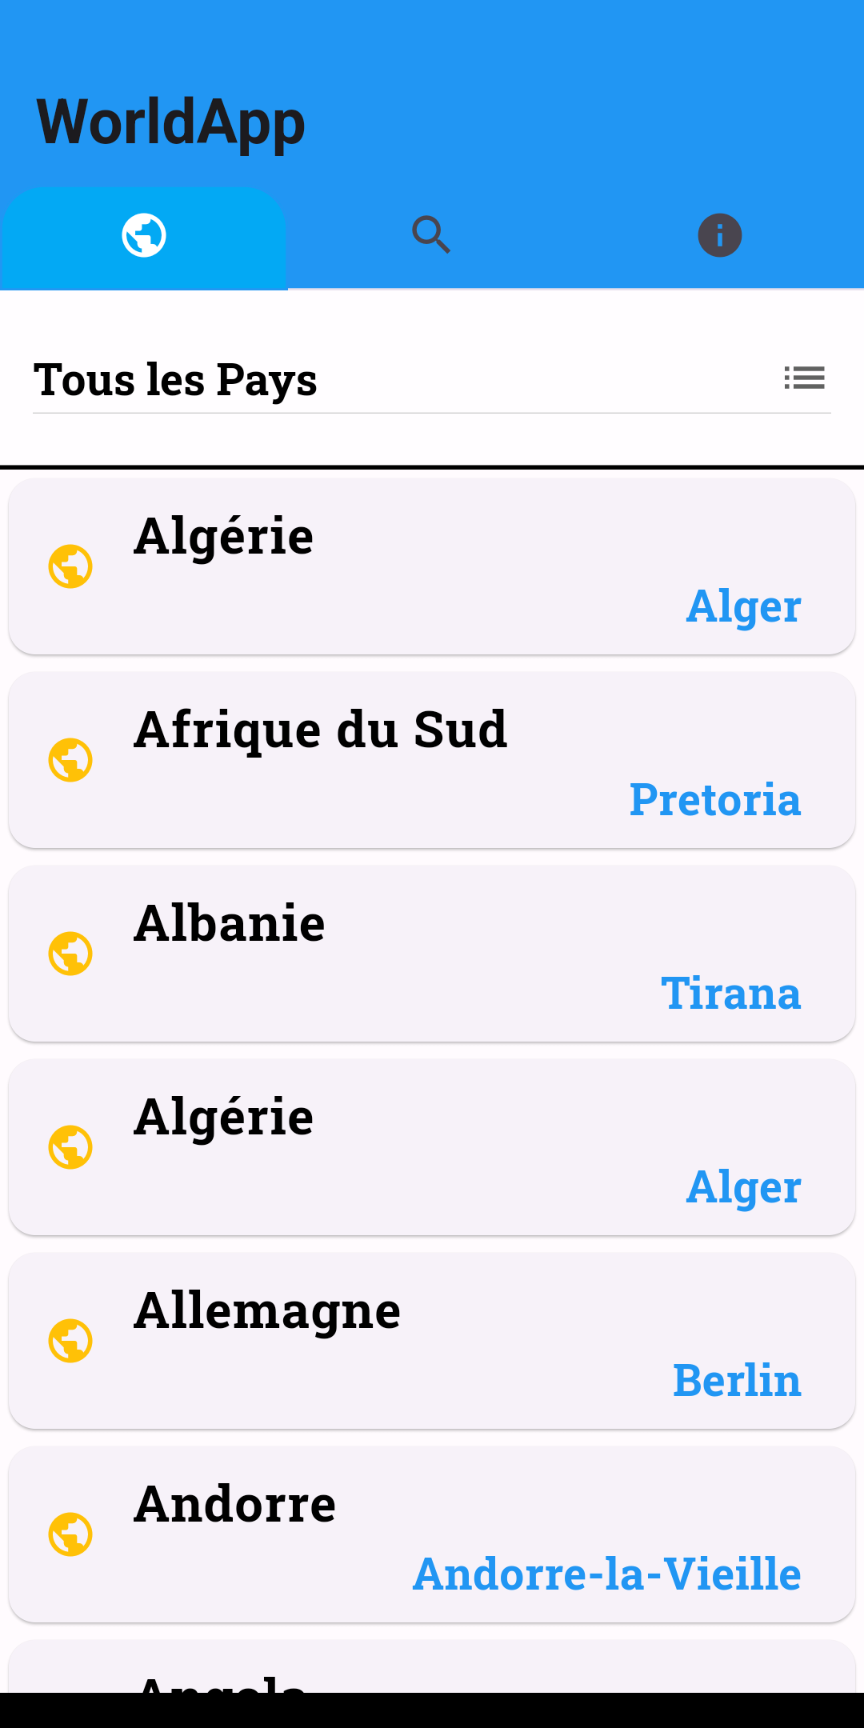 WorldApp
Tous les Pays
Algérie
Alger
Afrique du Sud
Pretoria
Albanie
Tirana
Algérie
Alger
Allemagne
Berlin
Andorre
Andorre-la-Vieille
Angola